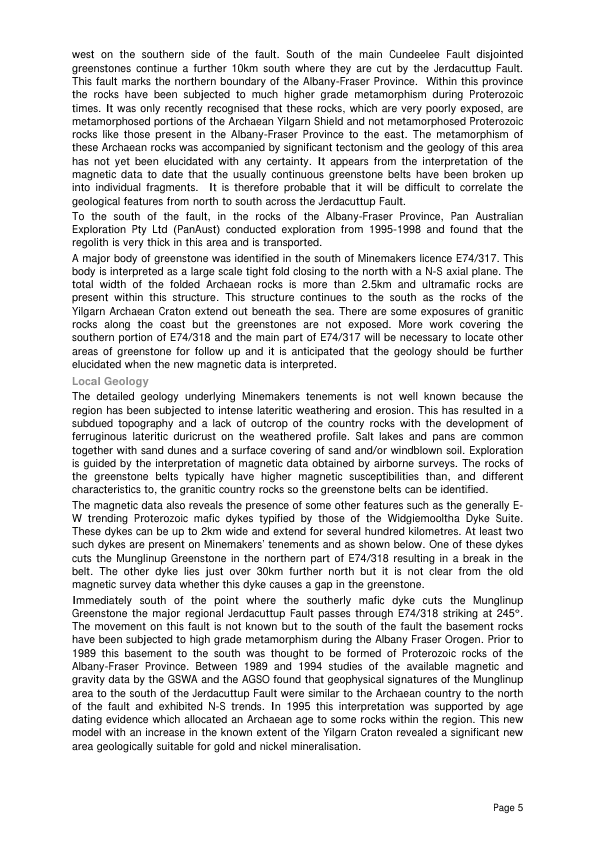 west on the southern side of the fault. South of the main Cundeelee Fault disjointed
greenstones continue a further 10km south where they are cut by the Jerdacuttup Fault.
This fault marks the northern boundary of the Albany-Fraser Province. Within this province
the rocks have been subjected to much higher grade metamorphism during Proterozoic
times. It was only recently recognised that these rocks, which are very poorly exposed, are
metamorphosed portions of the Archaean Yilgarn Shield and not metamorphosed Proterozoic
rocks like those present in the Albany-Fraser Province to the east. The metamorphism of
these Archaean rocks was accompanied by significant tectonism and the geology of this area
has not yet been elucidated with any certainty. It appears from the interpretation of the
magnetic data to date that the usually continuous greenstone belts have been broken up
into individual fragments. It is therefore probable that it will be difficult to correlate the
geological features from north to south across the Jerdacuttup Fault.
To the south of the fault, in the rocks of the Albany-Fraser Province, Pan Australian
Exploration Pty Ltd (PanAust) conducted exploration from 1995-1998 and found that the
regolith is very thick in this area and is transported.
A major body of greenstone was identified in the south of Minemakers licence E74/317. This
body is interpreted as a large scale tight fold closing to the north with a N-S axial plane. The
total width of the folded Archaean rocks is more than 2.5km and ultramafic rocks are
present within this structure. This structure continues to the south as the rocks of the
Yilgarn Archaean Craton extend out beneath the sea. There are some exposures of granitic
rocks along the coast but the greenstones are not exposed. More work covering the
southern portion of E74/318 and the main part of E74/317 will be necessary to locate other
areas of greenstone for follow up and it is anticipated that the geology should be further
elucidated when the new magnetic data is interpreted.
Local Geology
The detailed geology underlying Minemakers tenements is not well known because the
region has been subjected to intense lateritic weathering and erosion. This has resulted in a
subdued topography and a lack of outcrop of the country rocks with the development of
ferruginous lateritic duricrust on the weathered profile. Salt lakes and pans are common
together with sand dunes and a surface covering of sand and/or windblown soil. Exploration
is guided by the interpretation of magnetic data obtained by airborne surveys. The rocks of
the greenstone belts typically have higher magnetic susceptibilities than, and different
characteristics to, the granitic country rocks so the greenstone belts can be identified.
The magnetic data also reveals the presence of some other features such as the generally E-
W trending Proterozoic mafic dykes typified by those of the Widgiemooltha Dyke Suite.
These dykes can be up to 2km wide and extend for several hundred kilometres. At least two
such dykes are present on Minemakers' tenements and as shown below. One of these dykes
cuts the Munglinup Greenstone in the northern part of E74/318 resulting in a break in the
belt. The other dyke lies just over 30km further north but it is not clear from the old
magnetic survey data whether this dyke causes a gap in the greenstone.
Immediately south of the point where the southerly mafic dyke cuts the Munglinup
Greenstone the major regional Jerdacuttup Fault passes through E74/318 striking at 245°.
The movement on this fault is not known but to the south of the fault the basement rocks
have been subjected to high grade metamorphism during the Albany Fraser Orogen. Prior to
1989 this basement to the south was thought to be formed of Proterozoic rocks of the
Albany-Fraser Province. Between 1989 and 1994 studies of the available magnetic and
gravity data by the GSWA and the AGSO found that geophysical signatures of the Munglinup
area to the south of the Jerdacuttup Fault were similar to the Archaean country to the north
of the fault and exhibited N-S trends. In 1995 this interpretation was supported by age
dating evidence which allocated an Archaean age to some rocks within the region. This new
model with an increase in the known extent of the Yilgarn Craton revealed a significant new
area geologically suitable for gold and nickel mineralisation.
Page 5